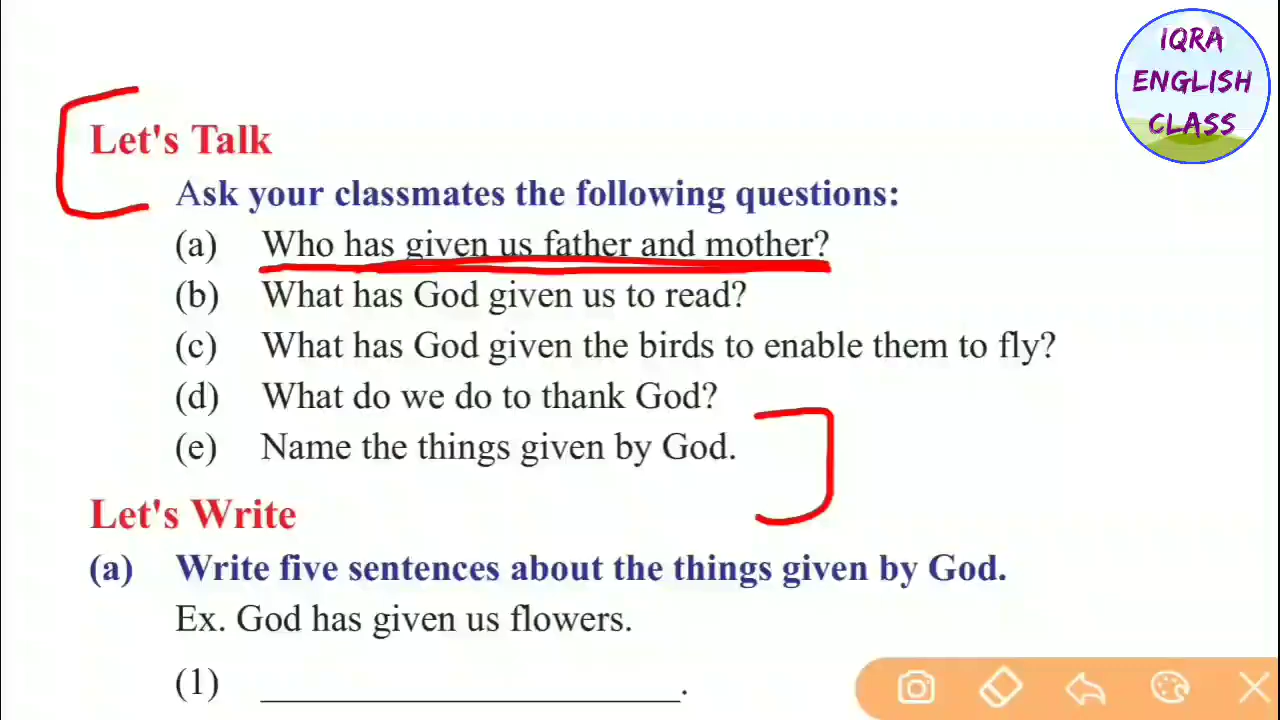 IQRA
ENGLISH
CLASS
Let's Talk
Ask your classmates the following questions:
(a) Who has given us father and mother?
(b) What has God given us to read?
(c) What has God given the birds to enable them to fly?
(d) What do we do to thank God?
(e) Name the things given by God.
Let's Write
(a) Write five sentences about the things given by God.
Ex. God has given us flowers.
(1) ______________________.